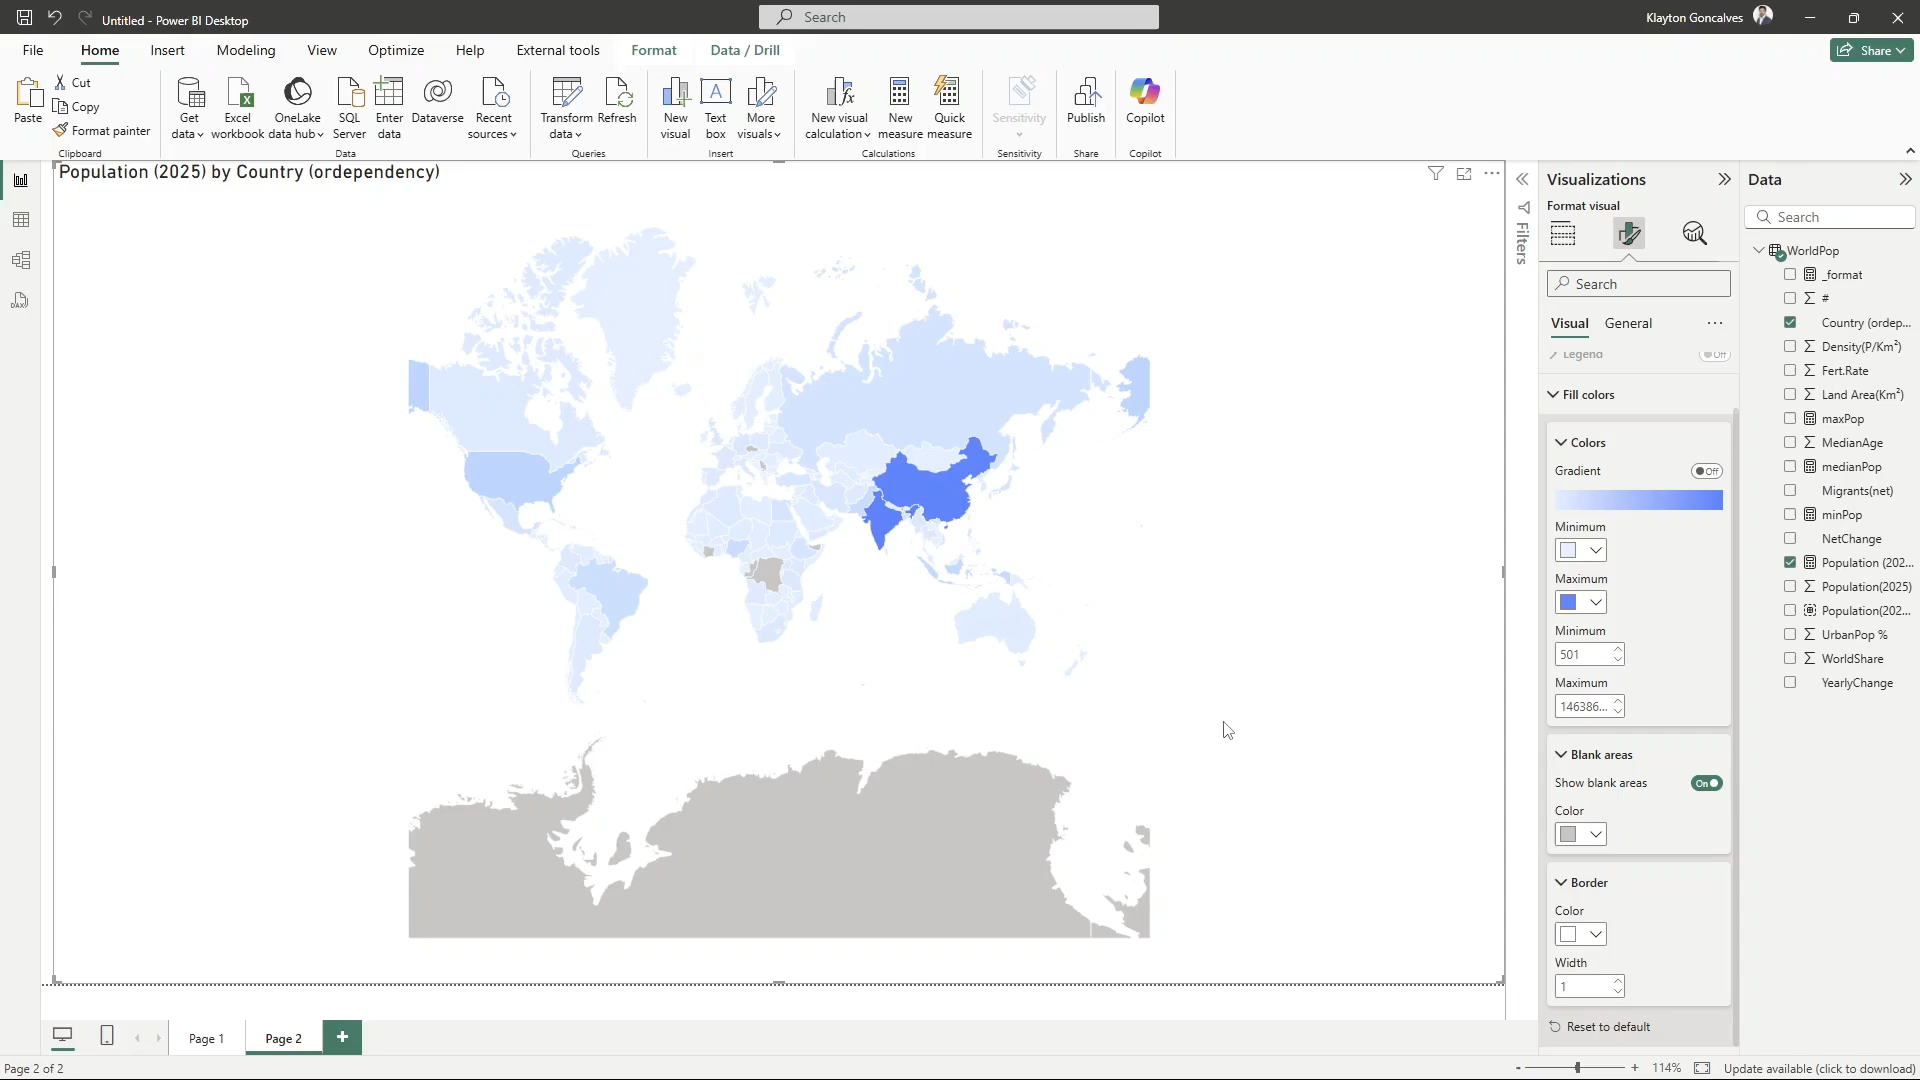 Untitled - Power BI Desktop
Search
Klayton Goncalves
File
Home
Insert
Modeling
View
Optimize
Help
External tools
Format
Data / Drill
Share
Paste
Cut
Copy
Format painter
Clipboard
Get data
Excel workbook
OneLake data hub
SQL Server
Enter data
Dataverse
Recent sources
Data
Transform data
Refresh
Queries
New visual
Text box
More visuals
Insert
New visual calculation
New measure
Quick measure
Calculations
Sensitivity
Sensitivity
Publish
Share
Copilot
Copilot
Population (2025) by Country (ordependency)
Filters
Visualizations
Format visual
Search
Visual
General
Legend
Off
Fill colors
Colors
Gradient
Off
Minimum
Maximum
Minimum
501
Maximum
146386...
Blank areas
Show blank areas
On
Color
Border
Color
Width
1
Reset to default
Data
Search
WorldPop
_format
#
Country (ordep...
Density(P/Km²)
Fert.Rate
Land Area(Km²)
maxPop
MedianAge
medianPop
Migrants(net)
minPop
NetChange
Population (202...
Population(2025)
Population(202...
UrbanPop %
WorldShare
YearlyChange
DAX
Page 1
Page 2
Page 2 of 2
114%
Update available (click to download)